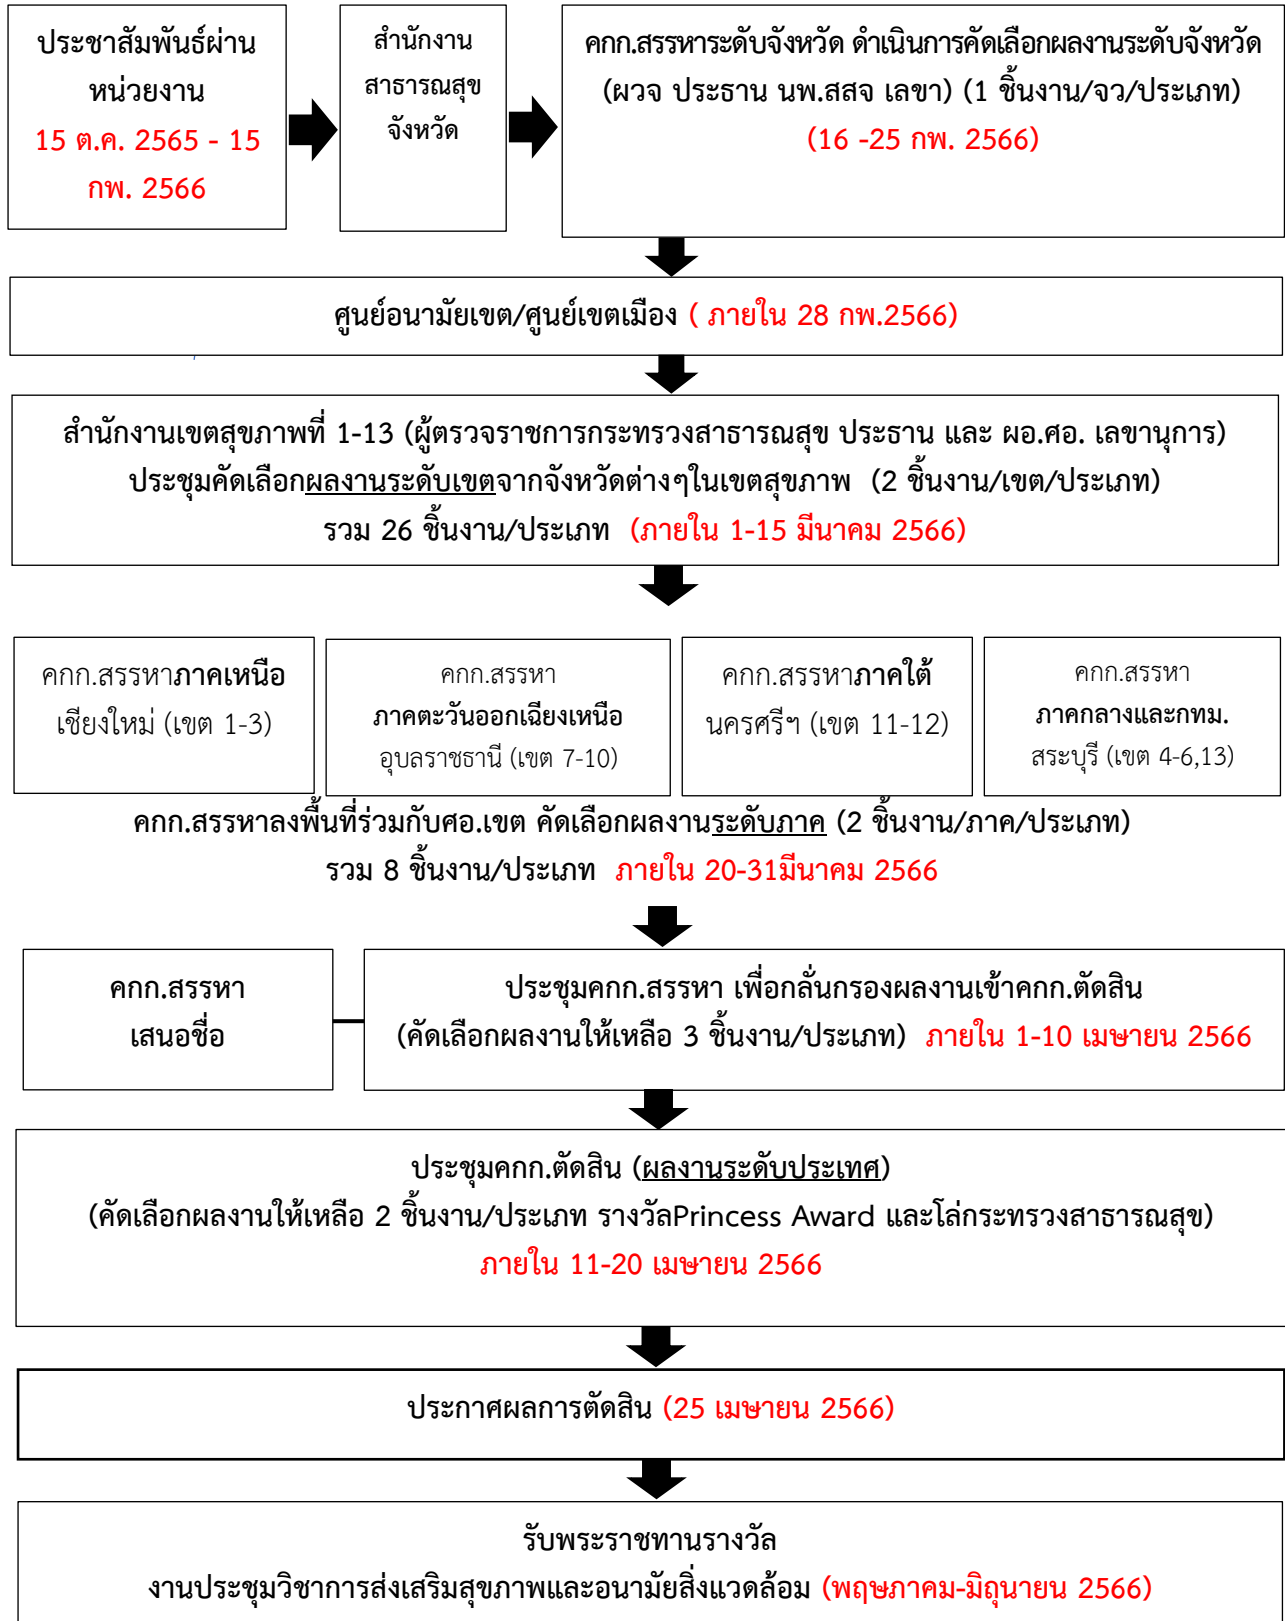 ประชาสัมพันธ์ผ่าน
หน่วยงาน
15 ต.ค. 2565 - 15
กพ. 2566
สำนักงาน
สาธารณสุข
จังหวัด
คกก.สรรหาระดับจังหวัด ดำเนินการคัดเลือกผลงานระดับจังหวัด
(ผวจ ประธาน นพ.สสจ เลขา) (1 ชิ้นงาน/จว/ประเภท)
(16 -25 กพ. 2566)
ศูนย์อนามัยเขต/ศูนย์เขตเมือง ( ภายใน 28 กพ.2566)
สำนักงานเขตสุขภาพที่ 1-13 (ผู้ตรวจราชการกระทรวงสาธารณสุข ประธาน และ ผอ.ศอ. เลขานุการ)
ประชุมคัดเลือกผลงานระดับเขตจากจังหวัดต่างๆในเขตสุขภาพ (2 ชิ้นงาน/เขต/ประเภท)
รวม 26 ชิ้นงาน/ประเภท (ภายใน 1-15 มีนาคม 2566)
คกก.สรรหาภาคเหนือ
เชียงใหม่ (เขต 1-3)
คกก.สรรหา
ภาคตะวันออกเฉียงเหนือ
อุบลราชธานี (เขต 7-10)
คกก.สรรหาภาคใต้
นครศรีฯ (เขต 11-12)
คกก.สรรหา
ภาคกลางและกทม.
สระบุรี (เขต 4-6,13)
คกก.สรรหาลงพื้นที่ร่วมกับศอ.เขต คัดเลือกผลงานระดับภาค (2 ชิ้นงาน/ภาค/ประเภท)
รวม 8 ชิ้นงาน/ประเภท ภายใน 20-31มีนาคม 2566
คกก.สรรหา
เสนอชื่อ
ประชุมคกก.สรรหา เพื่อกลั่นกรองผลงานเข้าคกก.ตัดสิน
(คัดเลือกผลงานให้เหลือ 3 ชิ้นงาน/ประเภท) ภายใน 1-10 เมษายน 2566
ประชุมคกก.ตัดสิน (ผลงานระดับประเทศ)
(คัดเลือกผลงานให้เหลือ 2 ชิ้นงาน/ประเภท รางวัลPrincess Award และโล่กระทรวงสาธารณสุข)
ภายใน 11-20 เมษายน 2566
ประกาศผลการตัดสิน (25 เมษายน 2566)
รับพระราชทานรางวัล
งานประชุมวิชาการส่งเสริมสุขภาพและอนามัยสิ่งแวดล้อม (พฤษภาคม-มิถุนายน 2566)